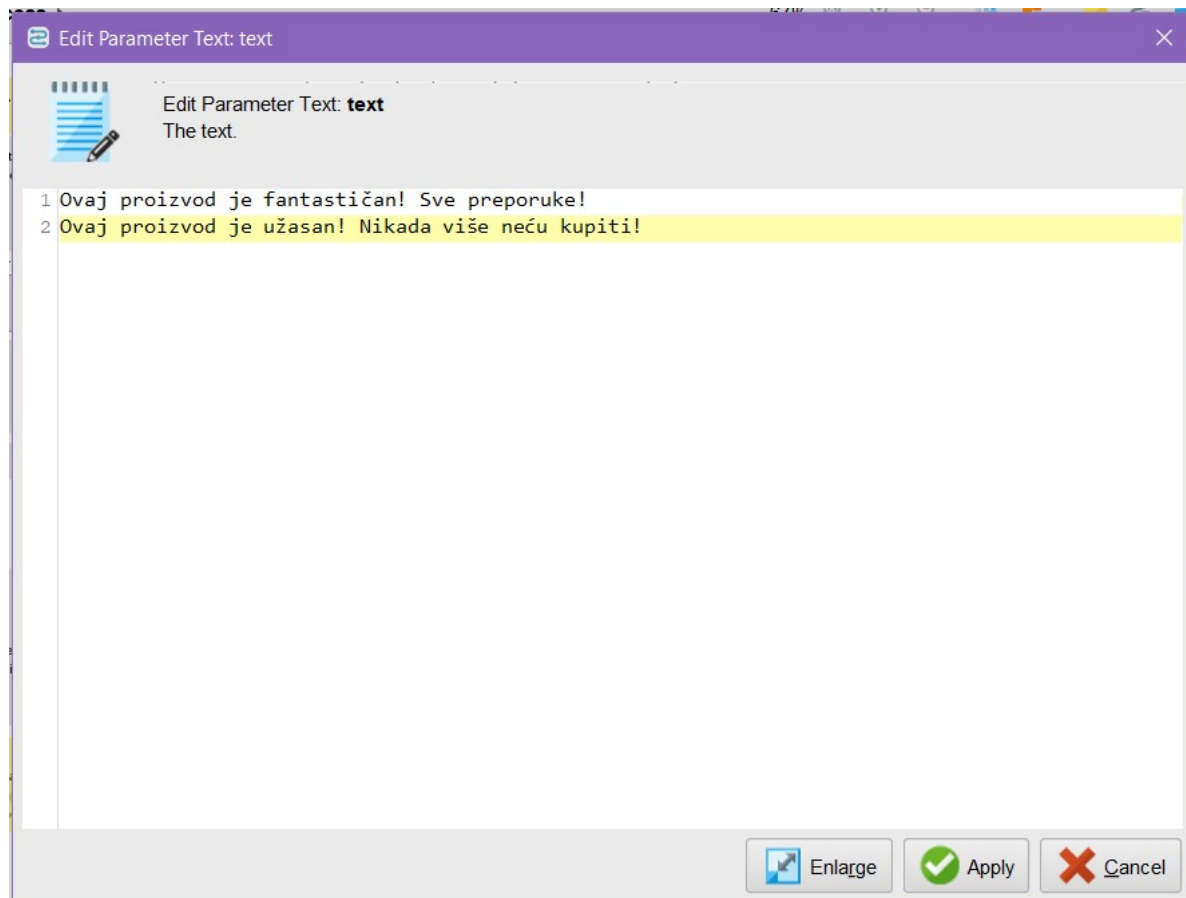 Edit Parameter Text: text
Edit Parameter Text: text
The text.
1 Ovaj proizvod je fantastičan! Sve preporuke!
2 Ovaj proizvod je užasan! Nikada više neću kupiti!
Enlarge Apply Cancel